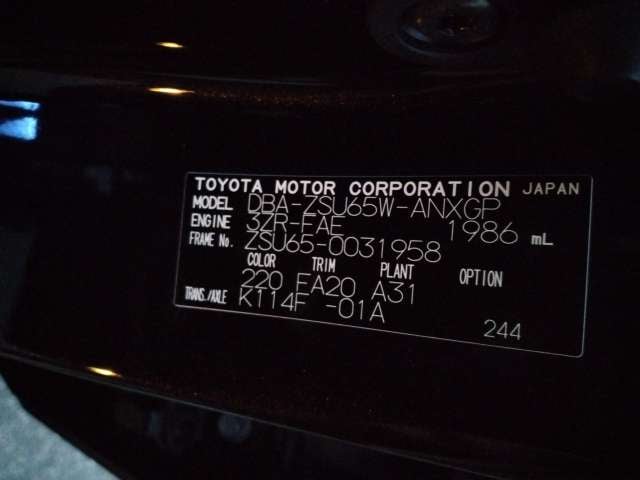 TOYOTA MOTOR CORPORATION JAPAN
MODEL DBA-ZSU65W-ANXGP
ENGINE 3ZR-FAE 1986 mL
FRAME No. ZSU65-0031958
COLOR TRIM PLANT OPTION
220 FA20 A31
TRANS./AXLE K114F -01A
244